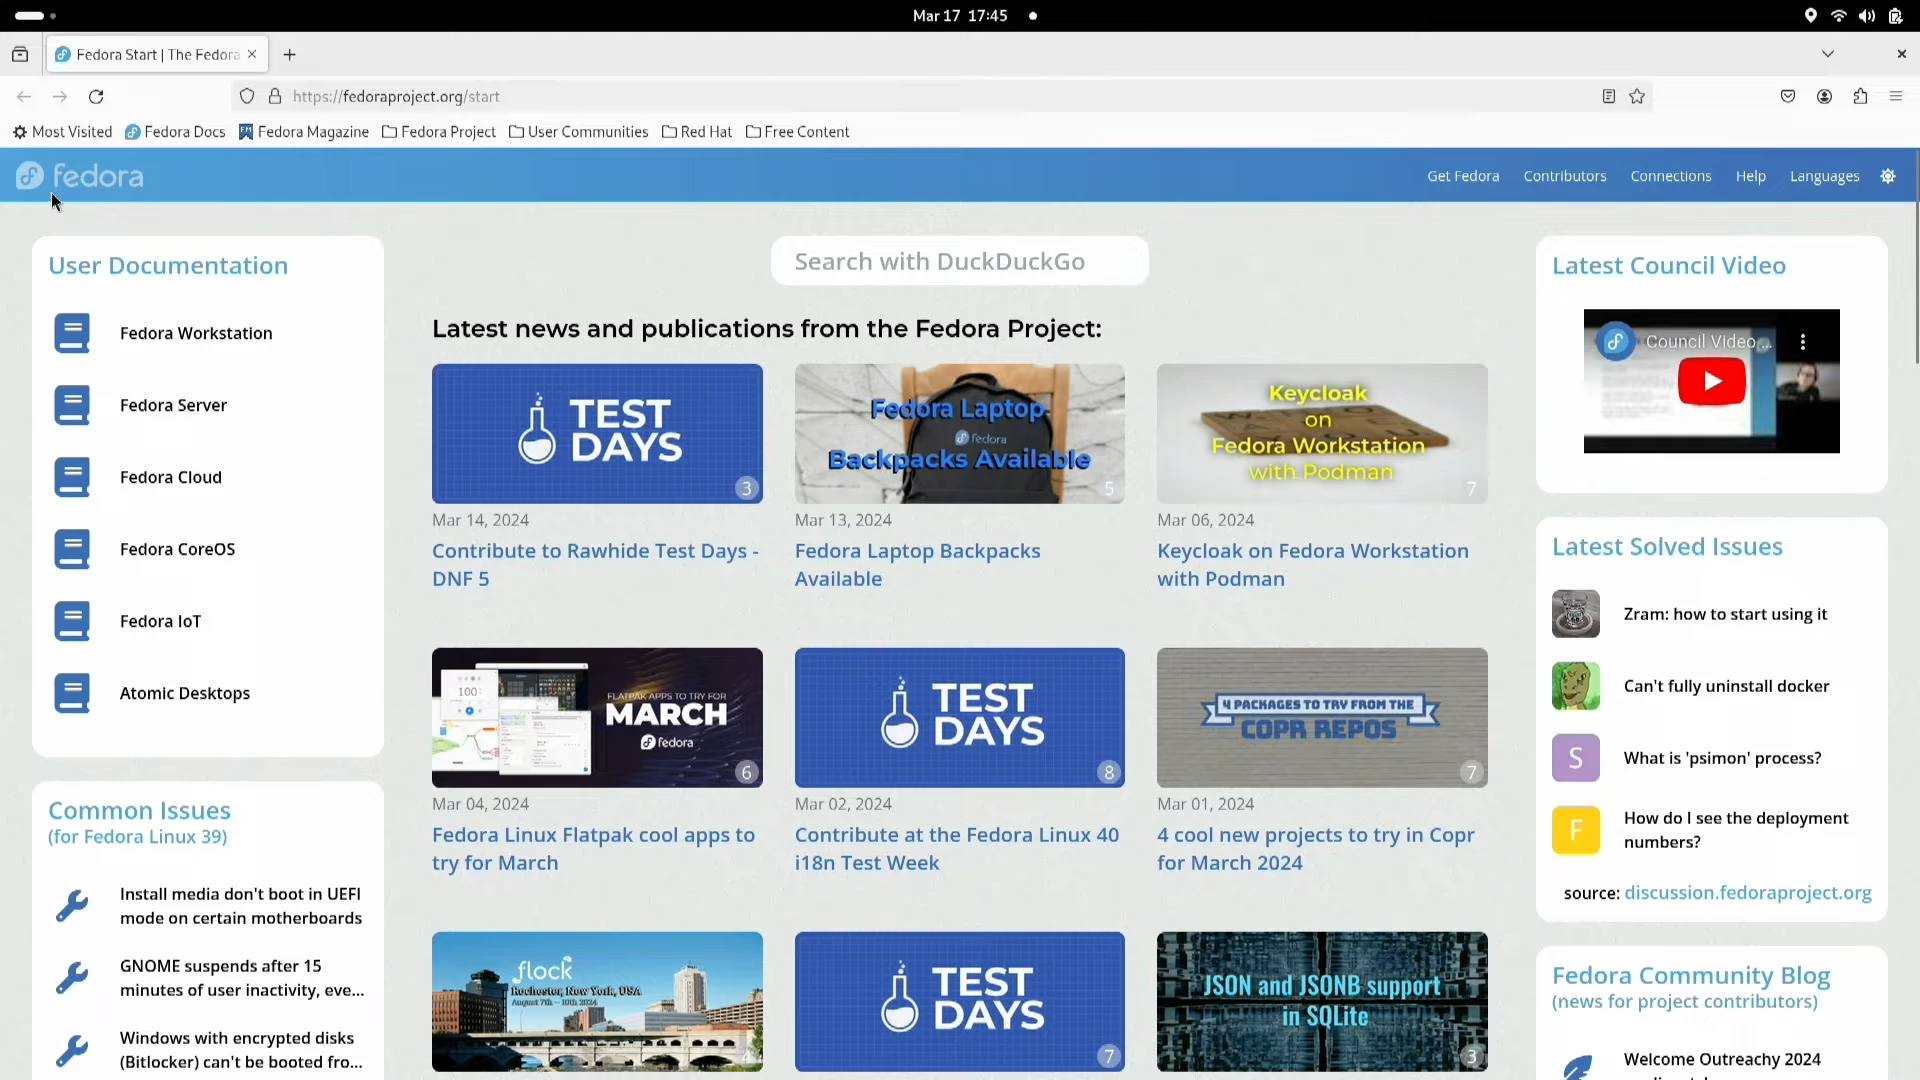 Mar 17 17:45
Fedora Start | The Fedora
https://fedoraproject.org/start
Most Visited
Fedora Docs
Fedora Magazine
Fedora Project
User Communities
Red Hat
Free Content
fedora
Get Fedora
Contributors
Connections
Help
Languages
User Documentation
Fedora Workstation
Fedora Server
Fedora Cloud
Fedora CoreOS
Fedora IoT
Atomic Desktops
Common Issues
(for Fedora Linux 39)
Install media don't boot in UEFI
mode on certain motherboards
GNOME suspends after 15
minutes of user inactivity, eve...
Windows with encrypted disks
(Bitlocker) can't be booted fro...
Search with DuckDuckGo
Latest news and publications from the Fedora Project:
TEST
DAYS
3
Mar 14, 2024
Contribute to Rawhide Test Days -
DNF 5
Fedora Laptop
fedora
Backpacks Available
5
Mar 13, 2024
Fedora Laptop Backpacks
Available
Keycloak
on
Fedora Workstation
with Podman
7
Mar 06, 2024
Keycloak on Fedora Workstation
with Podman
100
FLATPAK APPS TO TRY FOR
MARCH
fedora
6
Mar 04, 2024
Fedora Linux Flatpak cool apps to
try for March
TEST
DAYS
8
Mar 02, 2024
Contribute at the Fedora Linux 40
i18n Test Week
4 PACKAGES TO TRY FROM THE
COPR REPOS
7
Mar 01, 2024
4 cool new projects to try in Copr
for March 2024
flock
Rochester, New York, USA
August 7th - 10th 2024
4
TEST
DAYS
7
JSON and JSONB support
in SQLite
3
Latest Council Video
Council Video ...
Latest Solved Issues
Zram: how to start using it
Can't fully uninstall docker
S
What is 'psimon' process?
F
How do I see the deployment
numbers?
source: discussion.fedoraproject.org
Fedora Community Blog
(news for project contributors)
Welcome Outreachy 2024